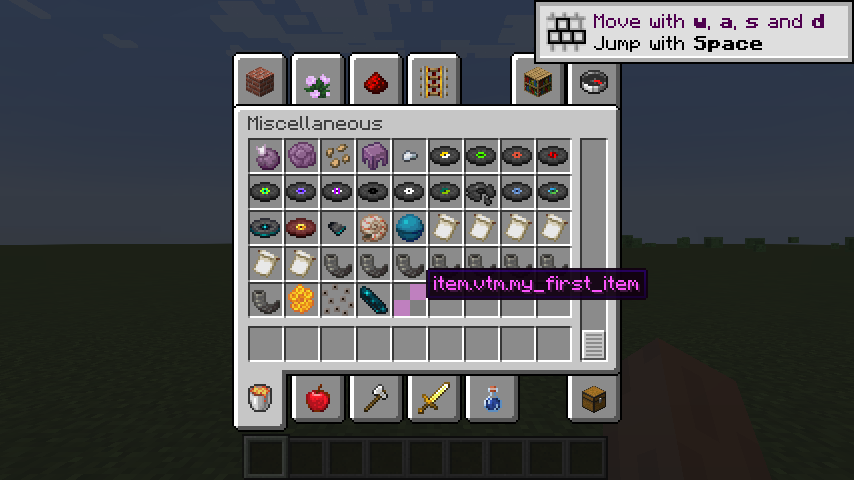 Move with w, a, s and d
Jump with Space
Miscellaneous
item.vtm.my_first_item